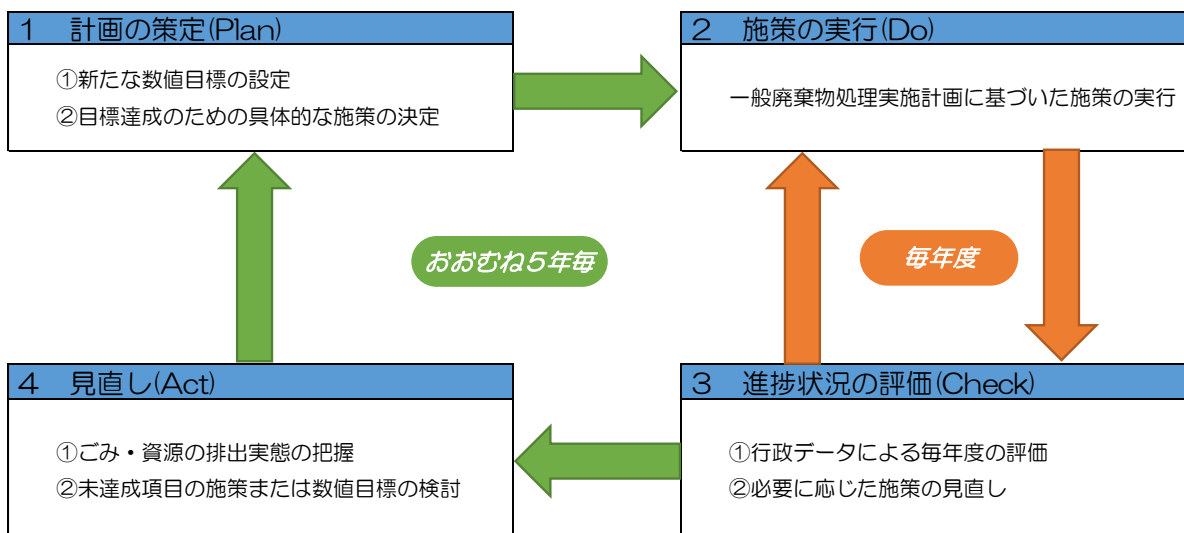 1　計画の策定(Plan)
①新たな数値目標の設定
②目標達成のための具体的な施策の決定
2　施策の実行(Do)
一般廃棄物処理実施計画に基づいた施策の実行
おおむね5年毎
毎年度
4　見直し(Act)
①ごみ・資源の排出実態の把握
②未達成項目の施策または数値目標の検討
3　進捗状況の評価(Check)
①行政データによる毎年度の評価
②必要に応じた施策の見直し